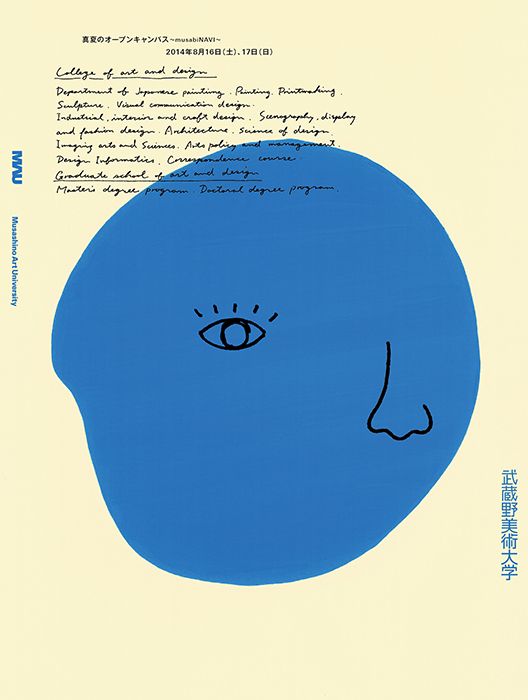 真夏のオープンキャンパス〜musabiNAVI〜
2014年8月16日(土)、17日(日)
College of art and design
Department of Japanese painting. Painting. Printmaking.
Sculpture. Visual communication design.
Industrial, interior and craft design. Scenography, display
and fashion design. Architecture. Science of design.
Imaging arts and Sciences. Arts policy and management.
Design Informatics. Correspondence course.
Graduate school of art and design
Master's degree program. Doctoral degree program.
MAU
Musashino Art University
武蔵野美術大学